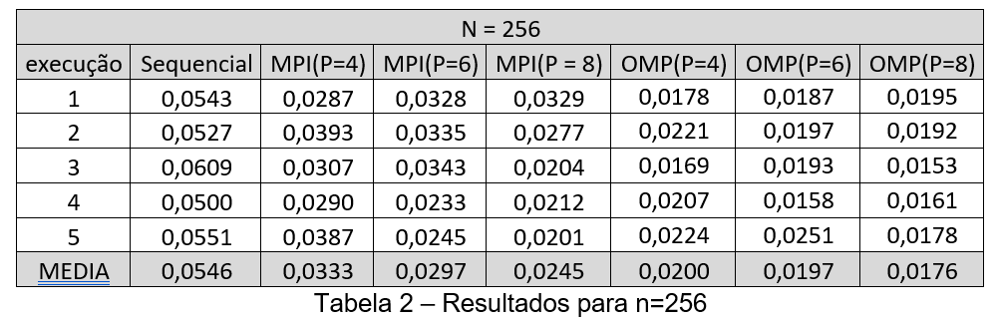 N = 256
execução Sequencial MPI(P=4) MPI(P=6) MPI(P = 8) OMP(P=4) OMP(P=6) OMP(P=8)
1 0,0543 0,0287 0,0328 0,0329 0,0178 0,0187 0,0195
2 0,0527 0,0393 0,0335 0,0277 0,0221 0,0197 0,0192
3 0,0609 0,0307 0,0343 0,0204 0,0169 0,0193 0,0153
4 0,0500 0,0290 0,0233 0,0212 0,0207 0,0158 0,0161
5 0,0551 0,0387 0,0245 0,0201 0,0224 0,0251 0,0178
MEDIA 0,0546 0,0333 0,0297 0,0245 0,0200 0,0197 0,0176
Tabela 2 – Resultados para n=256